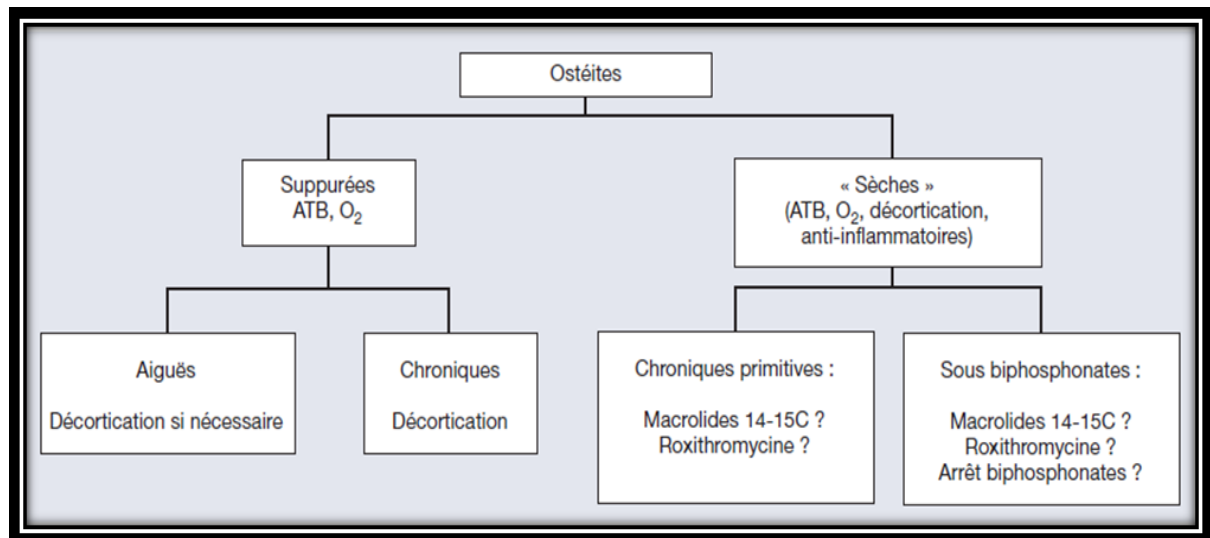 Ostéites
Suppurées
ATB, O₂
« Sèches »
(ATB, O₂, décortication,
anti-inflammatoires)
Aiguës
Décortication si nécessaire
Chroniques
Décortication
Chroniques primitives :
Macrolides 14-15C ?
Roxithromycine ?
Sous biphosphonates :
Macrolides 14-15C ?
Roxithromycine ?
Arrêt biphosphonates ?